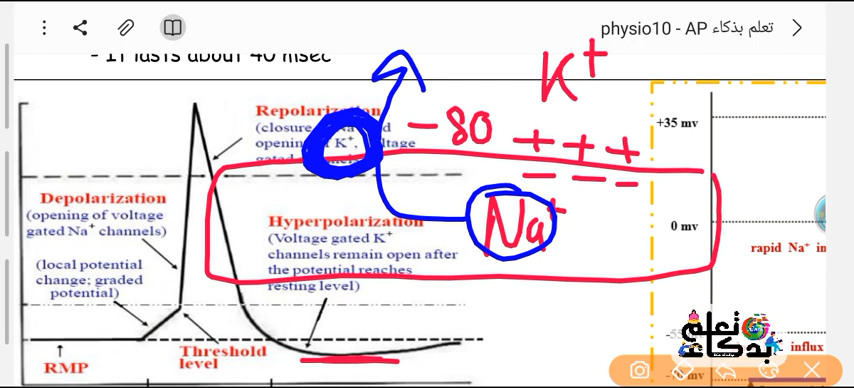 physio10 - AP تعلم بذكاء
- It lasts about 40 msec
Repolarization
(closure
opening K+, voltage
-80
K+
+ + +
- - -
Na+
+35 mv
Depolarization
(opening of voltage
gated Na+ channels)
Hyperpolarization
(Voltage gated K+
channels remain open after
the potential reaches
resting level)
0 mv
rapid Na+ in
(local potential
change; graded
potential)
Threshold
level
RMP
تعلم
بذكاء
influx
mv